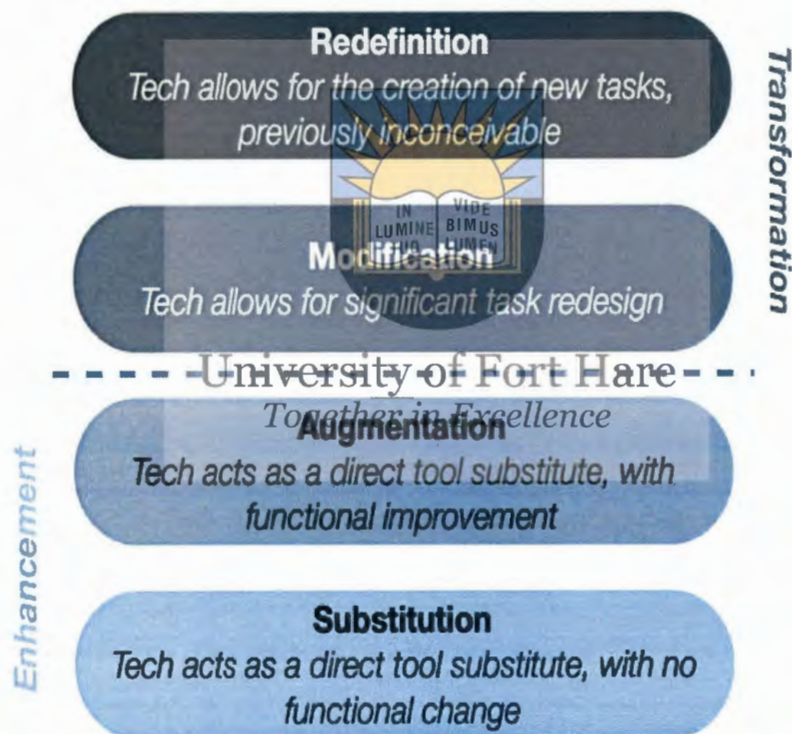 Redefinition
Tech allows for the creation of new tasks,
previously inconceivable
Transformation
IN
LUMINE
TUO
VIDE
BIMUS
LUMEN
Modification
Tech allows for significant task redesign
University of Fort Hare
Together in Excellence
Enhancement
Augmentation
Tech acts as a direct tool substitute, with
functional improvement
Substitution
Tech acts as a direct tool substitute, with no
functional change